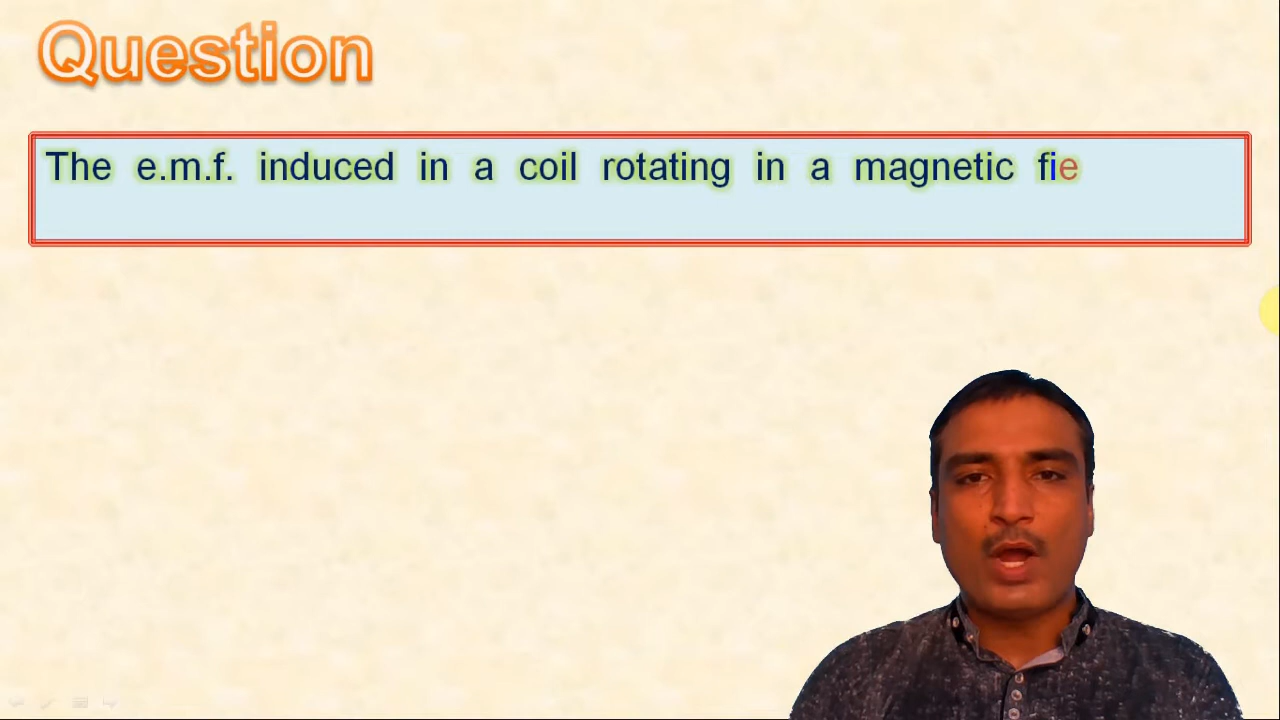 Question
The e.m.f. induced in a coil rotating in a magnetic fie